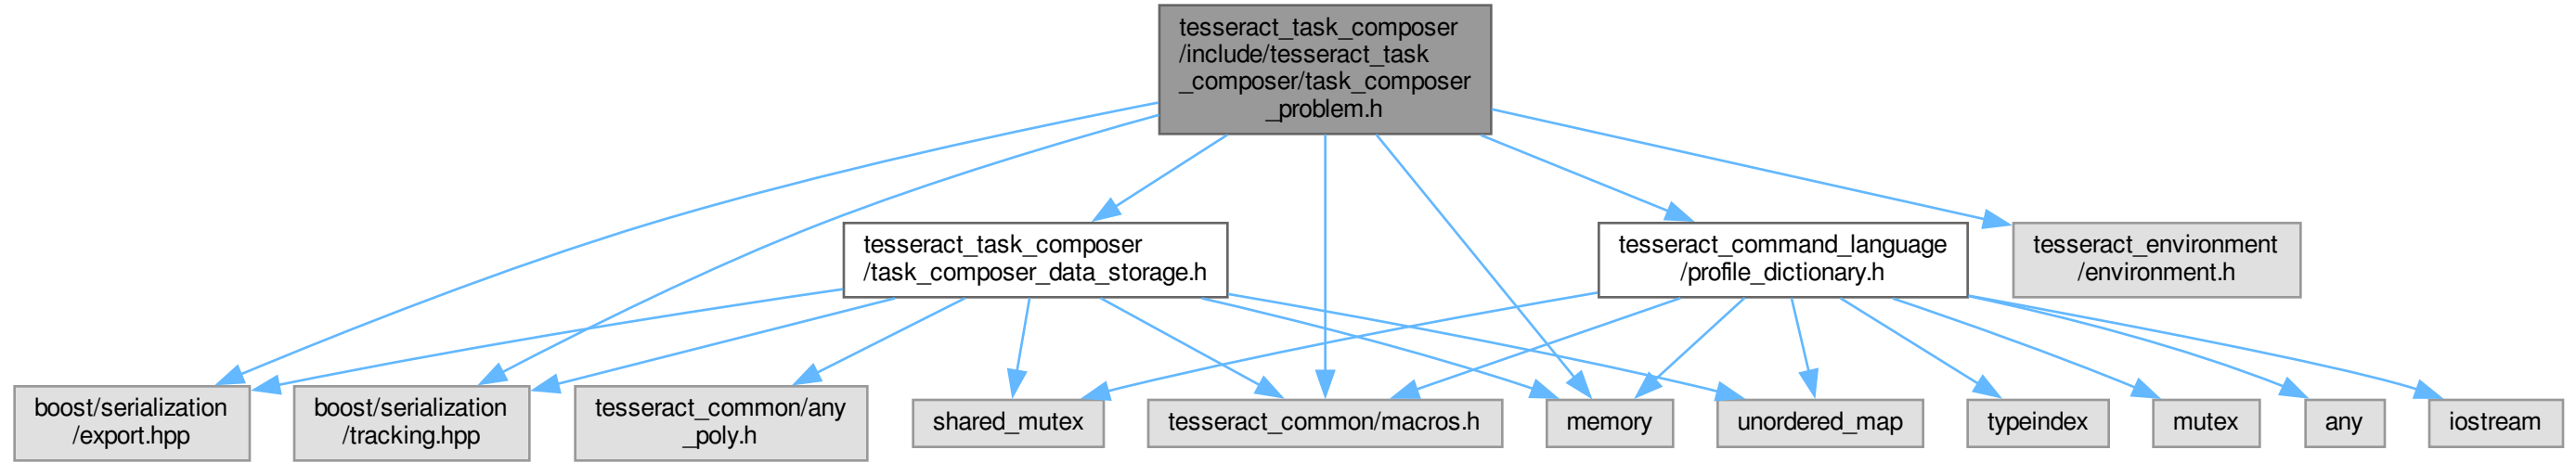 tesseract_task_composer
/include/tesseract_task
_composer/task_composer
_problem.h
tesseract_task_composer
/task_composer_data_storage.h
tesseract_command_language
/profile_dictionary.h
tesseract_environment
/environment.h
boost/serialization
/export.hpp
boost/serialization
/tracking.hpp
tesseract_common/any
_poly.h
shared_mutex
tesseract_common/macros.h
memory
unordered_map
typeindex
mutex
any
iostream